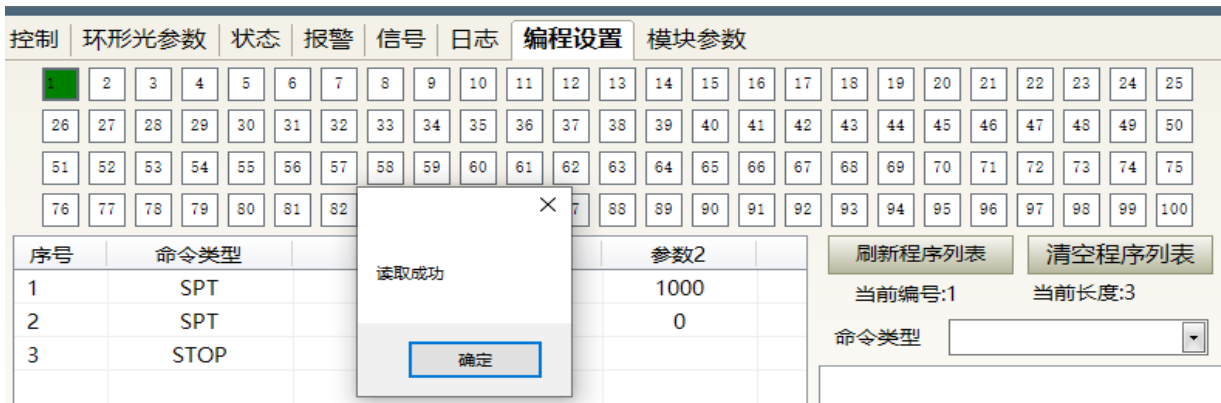 控制 环形光参数 状态 报警 信号 日志 编程设置 模块参数
1 2 3 4 5 6 7 8 9 10 11 12 13 14 15 16 17 18 19 20 21 22 23 24 25
26 27 28 29 30 31 32 33 34 35 36 37 38 39 40 41 42 43 44 45 46 47 48 49 50
51 52 53 54 55 56 57 58 59 60 61 62 63 64 65 66 67 68 69 70 71 72 73 74 75
76 77 78 79 80 81 82 88 89 90 91 92 93 94 95 96 97 98 99 100
序号 命令类型 参数2 刷新程序列表 清空程序列表
读取成功
1 SPT 1000 当前编号:1 当前长度:3
2 SPT 0
命令类型
3 STOP
确定